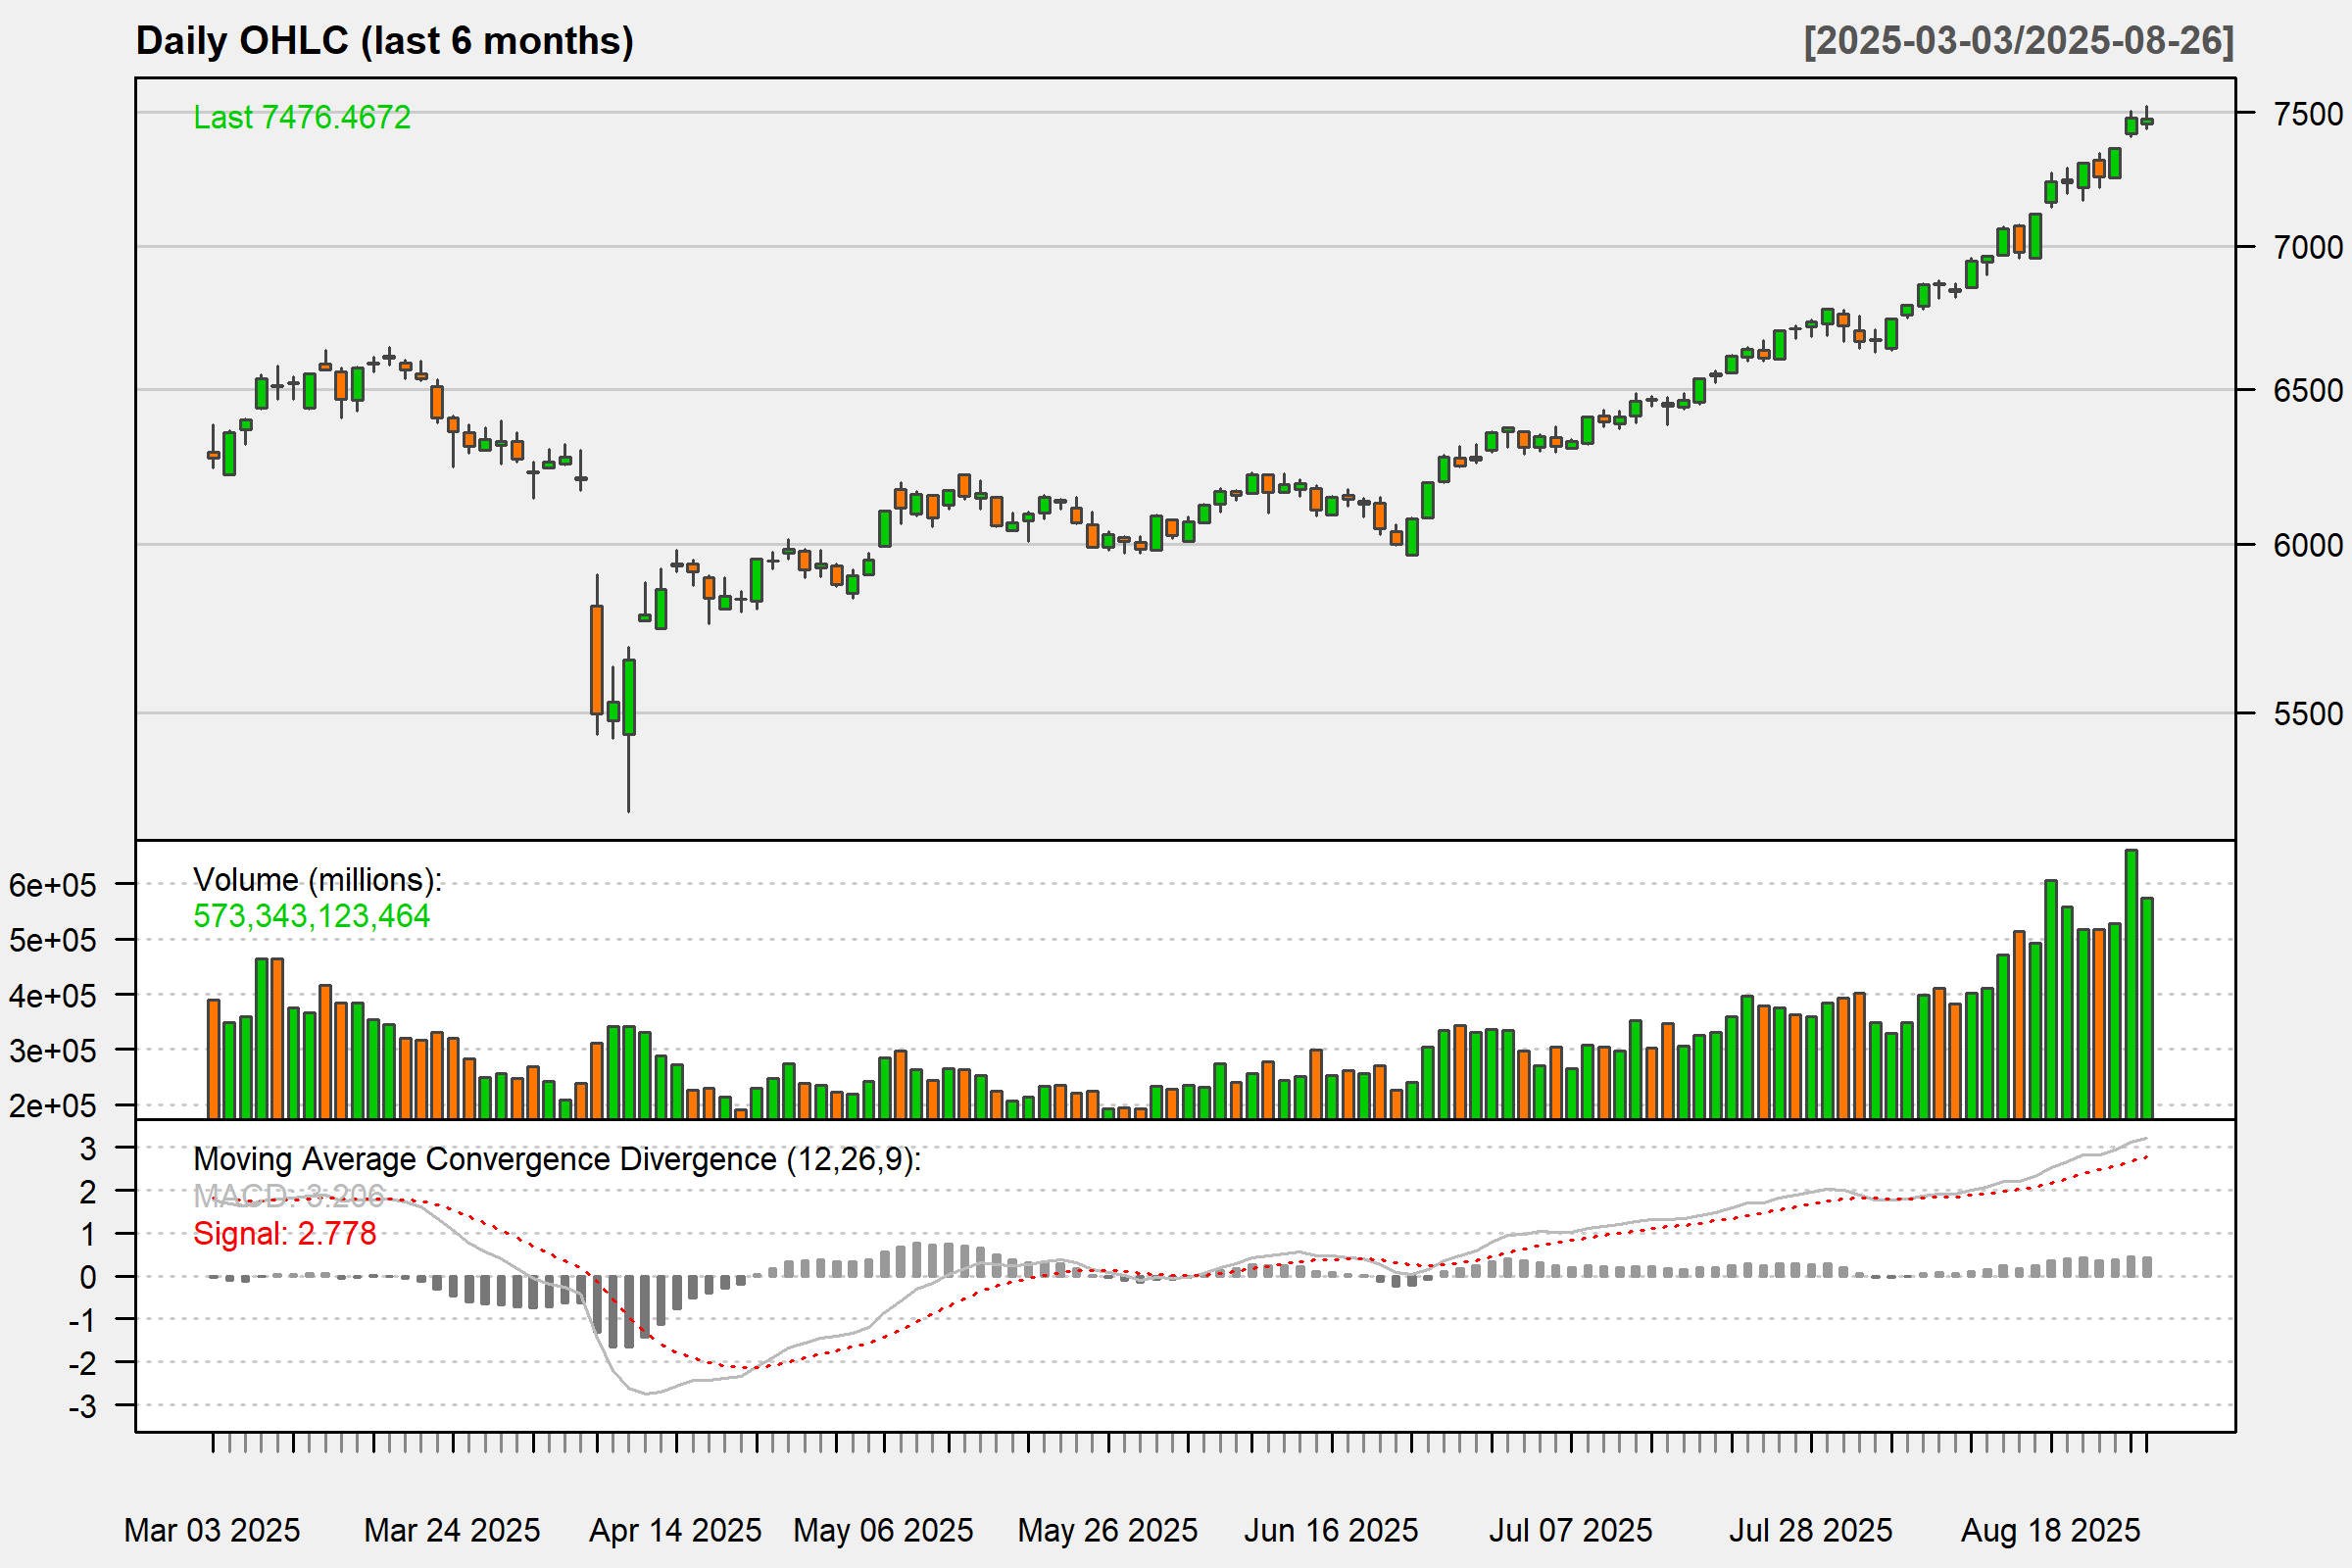 Daily OHLC (last 6 months)
[2025-03-03/2025-08-26]
Last 7476.4672
7500
7000
6500
6000
5500
Volume (millions):
573,343,123,464
6e+05
5e+05
4e+05
3e+05
2e+05
Moving Average Convergence Divergence (12,26,9):
MACD: 3.206
Signal: 2.778
3
2
1
0
-1
-2
-3
Mar 03 2025
Mar 24 2025
Apr 14 2025
May 06 2025
May 26 2025
Jun 16 2025
Jul 07 2025
Jul 28 2025
Aug 18 2025